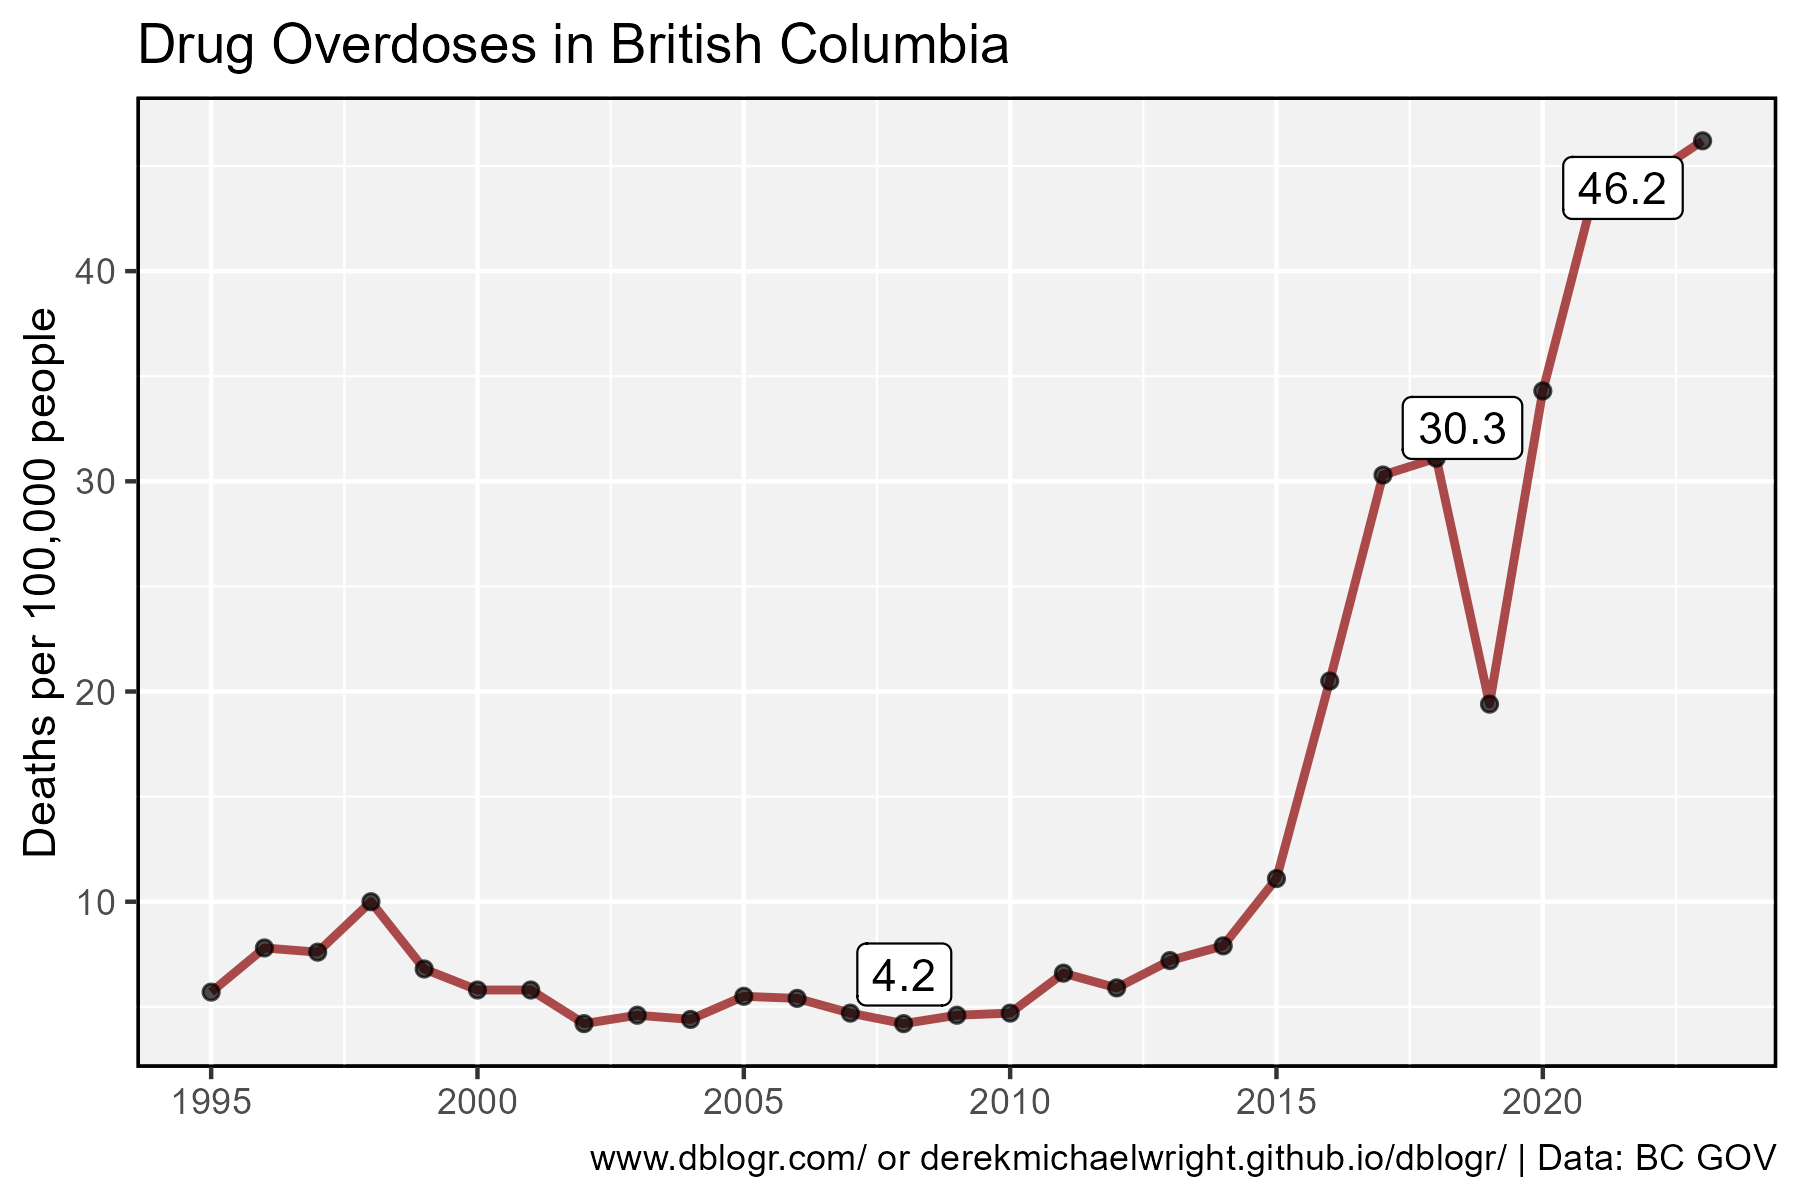 Drug Overdoses in British Columbia
Deaths per 100,000 people
40
30
20
10
46.2
30.3
4.2
1995 2000 2005 2010 2015 2020
www.dblogr.com/ or derekmichaelwright.github.io/dblogr/ | Data: BC GOV